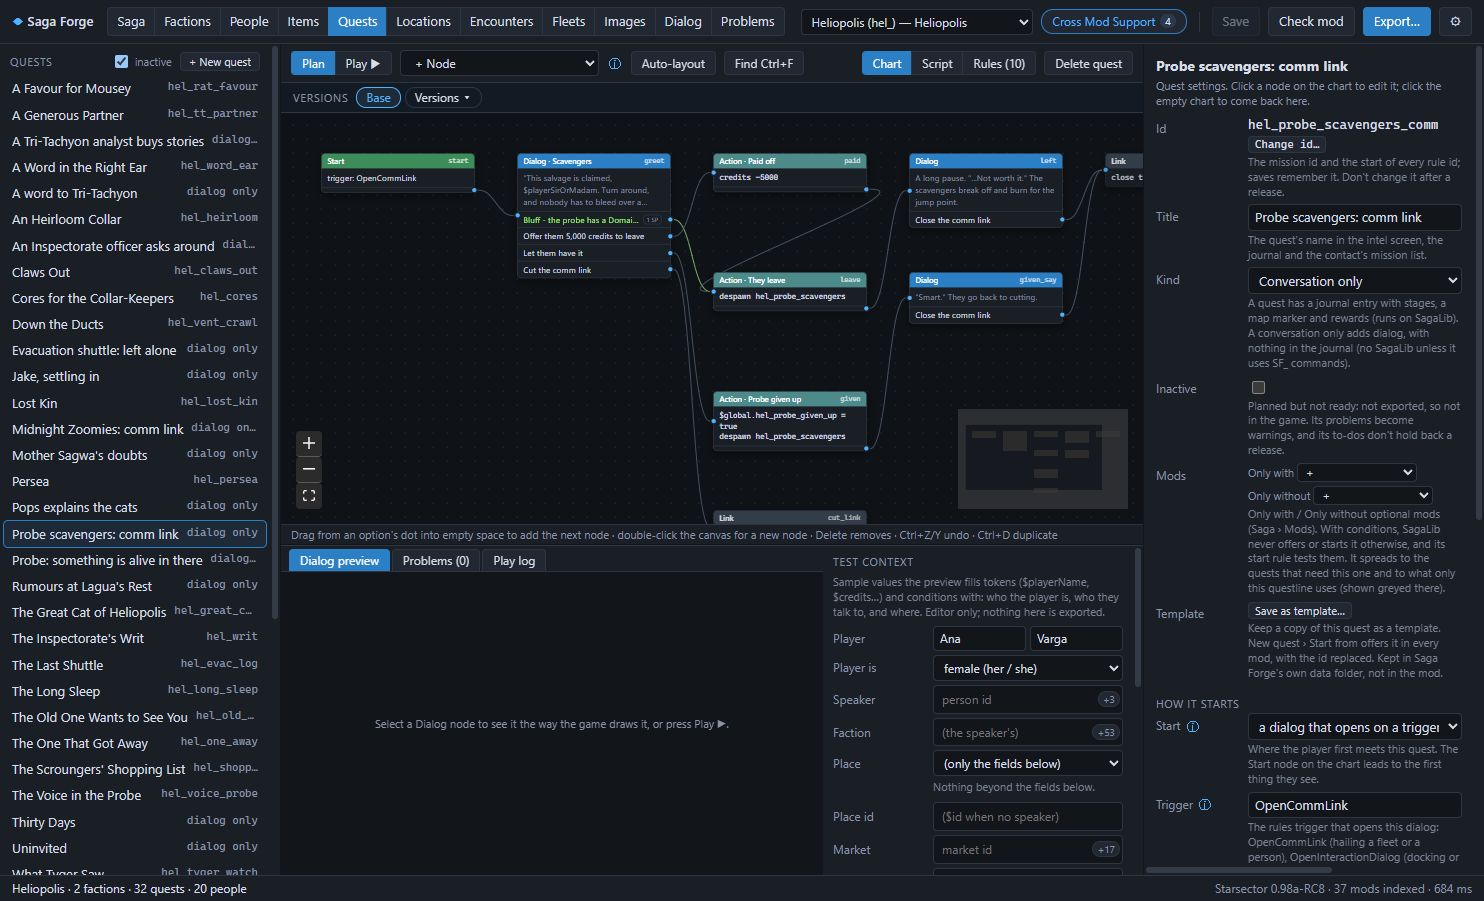 Saga Forge
Saga
Factions
People
Items
Quests
Locations
Encounters
Fleets
Images
Dialog
Problems
Heliopolis (hel_) — Heliopolis
Cross Mod Support 4
Save
Check mod
Export...
QUESTS
inactive
+ New quest
A Favour for Mousey hel_rat_favour
A Generous Partner hel_tt_partner
A Tri-Tachyon analyst buys stories dialog…
A Word in the Right Ear hel_word_ear
A word to Tri-Tachyon dialog only
An Heirloom Collar hel_heirloom
An Inspectorate officer asks around dial…
Claws Out hel_claws_out
Cores for the Collar-Keepers hel_cores
Down the Ducts hel_vent_crawl
Evacuation shuttle: left alone dialog only
Jake, settling in dialog only
Lost Kin hel_lost_kin
Midnight Zoomies: comm link dialog on…
Mother Sagwa's doubts dialog only
Persea hel_persea
Pops explains the cats dialog only
Probe scavengers: comm link dialog only
Probe: something is alive in there dialog…
Rumours at Lagua's Rest dialog only
The Great Cat of Heliopolis hel_great_c…
The Inspectorate's Writ hel_writ
The Last Shuttle hel_evac_log
The Long Sleep hel_long_sleep
The Old One Wants to See You hel_old_…
The One That Got Away hel_one_away
The Scroungers' Shopping List hel_shopp…
The Voice in the Probe hel_voice_probe
Thirty Days dialog only
Uninvited dialog only
What Tyger Saw hel_tyger_watch
Plan
Play ▶
+ Node
Auto-layout
Find Ctrl+F
Chart
Script
Rules (10)
Delete quest
VERSIONS
Base
Versions
Start start
trigger: OpenCommLink
Dialog · Scavengers greet
"This salvage is claimed,
$playerSirOrMadam. Turn around,
and nobody has to bleed over a…
Bluff - the probe has a Domai… 1 SP
Offer them 5,000 credits to leave
Let them have it
Cut the comm link
Action · Paid off paid
credits −5000
Action · They leave leave
despawn hel_probe_scavengers
Action · Probe given up given
$global.hel_probe_given_up =
true
despawn hel_probe_scavengers
Link cut_link
Dialog left
A long pause. "...Not worth it." The
scavengers break off and burn for the
jump point.
Close the comm link
Dialog given_say
"Smart." They go back to cutting.
Close the comm link
Link
close t
Drag from an option's dot into empty space to add the next node · double-click the canvas for a new node · Delete removes · Ctrl+Z/Y undo · Ctrl+D duplicate
Dialog preview
Problems (0)
Play log
Select a Dialog node to see it the way the game draws it, or press Play ▶.
TEST CONTEXT
Sample values the preview fills tokens ($playerName,
$credits...) and conditions with: who the player is, who they
talk to, and where. Editor only; nothing here is exported.
Player Ana Varga
Player is female (her / she)
Speaker person id +3
Faction (the speaker's) +53
Place (only the fields below)
Nothing beyond the fields below.
Place id ($id when no speaker)
Market market id +17
Probe scavengers: comm link
Quest settings. Click a node on the chart to edit it; click the
empty chart to come back here.
Id hel_probe_scavengers_comm
Change id…
The mission id and the start of every rule id;
saves remember it. Don't change it after a
release.
Title Probe scavengers: comm link
The quest's name in the intel screen, the
journal and the contact's mission list.
Kind Conversation only
A quest has a journal entry with stages, a
map marker and rewards (runs on SagaLib).
A conversation only adds dialog, with
nothing in the journal (no SagaLib unless it
uses SF_ commands).
Inactive
Planned but not ready: not exported, so not
in the game. Its problems become
warnings, and its to-dos don't hold back a
release.
Mods Only with +
Only without +
Only with / Only without optional mods
(Saga › Mods). With conditions, SagaLib
never offers or starts it otherwise, and its
start rule tests them. It spreads to the
quests that need this one and to what only
this questline uses (shown greyed there).
Template Save as template...
Keep a copy of this quest as a template.
New quest › Start from offers it in every
mod, with the id replaced. Kept in Saga
Forge's own data folder, not in the mod.
HOW IT STARTS
Start a dialog that opens on a trigger
Where the player first meets this quest. The
Start node on the chart leads to the first
thing they see.
Trigger OpenCommLink
The rules trigger that opens this dialog:
OpenCommLink (hailing a fleet or a
person), OpenInteractionDialog (docking or
Heliopolis · 2 factions · 32 quests · 20 people
Starsector 0.98a-RC8 · 37 mods indexed · 684 ms